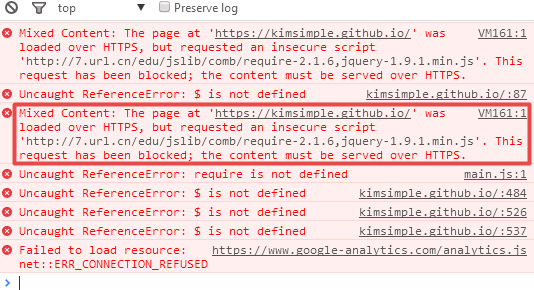 top Preserve log
Mixed Content: The page at 'https://kimsimple.github.io/' was VM161:1
loaded over HTTPS, but requested an insecure script
'http://7.url.cn/edu/jslib/comb/require-2.1.6,jquery-1.9.1.min.js'. This
request has been blocked; the content must be served over HTTPS.
Uncaught ReferenceError: $ is not defined kimsimple.github.io/:87
Mixed Content: The page at 'https://kimsimple.github.io/' was VM161:1
loaded over HTTPS, but requested an insecure script
'http://7.url.cn/edu/jslib/comb/require-2.1.6,jquery-1.9.1.min.js'. This
request has been blocked; the content must be served over HTTPS.
Uncaught ReferenceError: require is not defined main.js:1
Uncaught ReferenceError: $ is not defined kimsimple.github.io/:484
Uncaught ReferenceError: $ is not defined kimsimple.github.io/:526
Uncaught ReferenceError: $ is not defined kimsimple.github.io/:537
Failed to load resource: https://www.google-analytics.com/analytics.js
net::ERR_CONNECTION_REFUSED